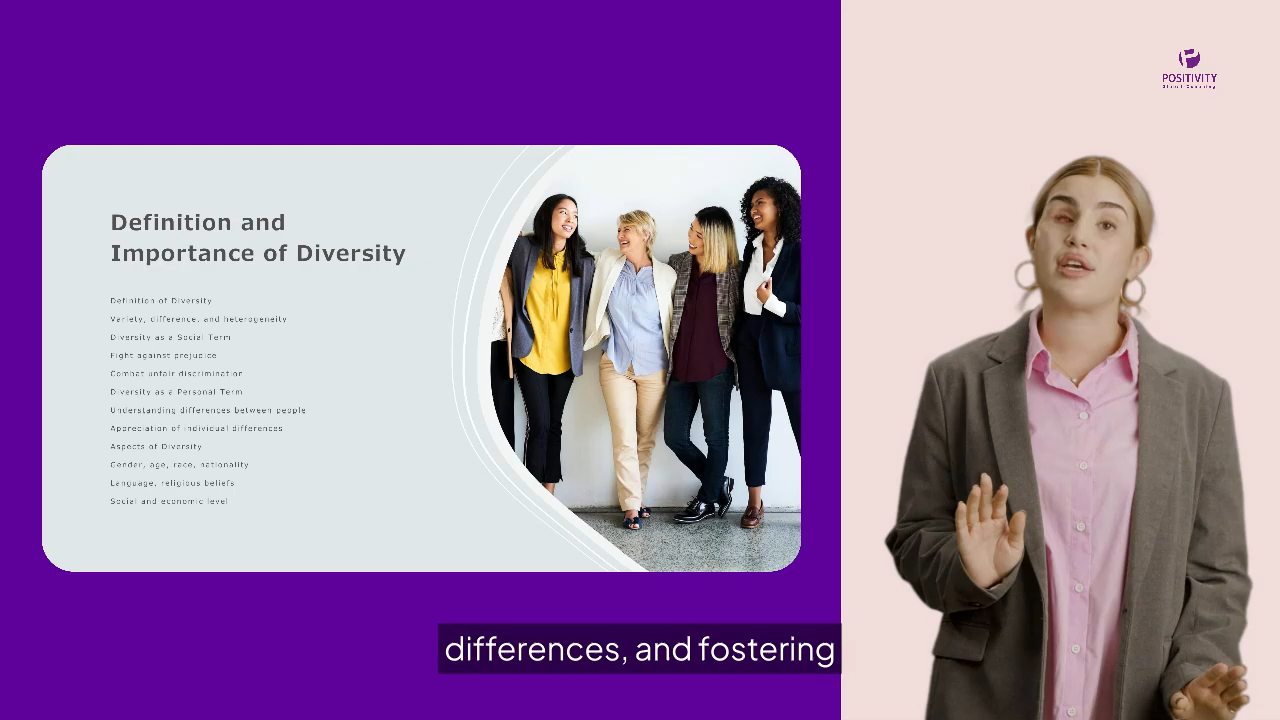 POSITIVITY
Global Coaching
Definition and
Importance of Diversity
Definition of Diversity
Variety, difference, and heterogeneity
Diversity as a Social Term
Fight against prejudice
Combat unfair discrimination
Diversity as a Personal Term
Understanding differences between people
Appreciation of individual differences
Aspects of Diversity
Gender, age, race, nationality
Language, religious beliefs
Social and economic level
differences, and fostering